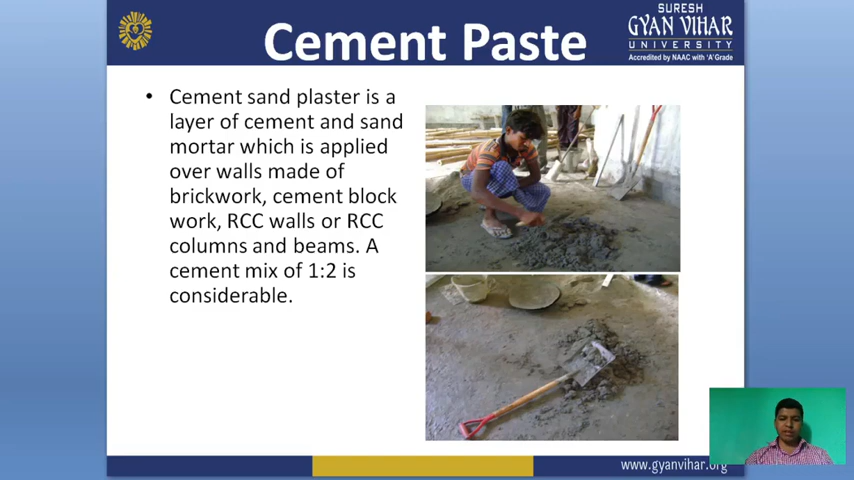 SURESH
GYAN VIHAR
UNIVERSITY
Accredited by NAAC with 'A' Grade
Cement Paste
• Cement sand plaster is a
layer of cement and sand
mortar which is applied
over walls made of
brickwork, cement block
work, RCC walls or RCC
columns and beams. A
cement mix of 1:2 is
considerable.
www.gyanvihar.org